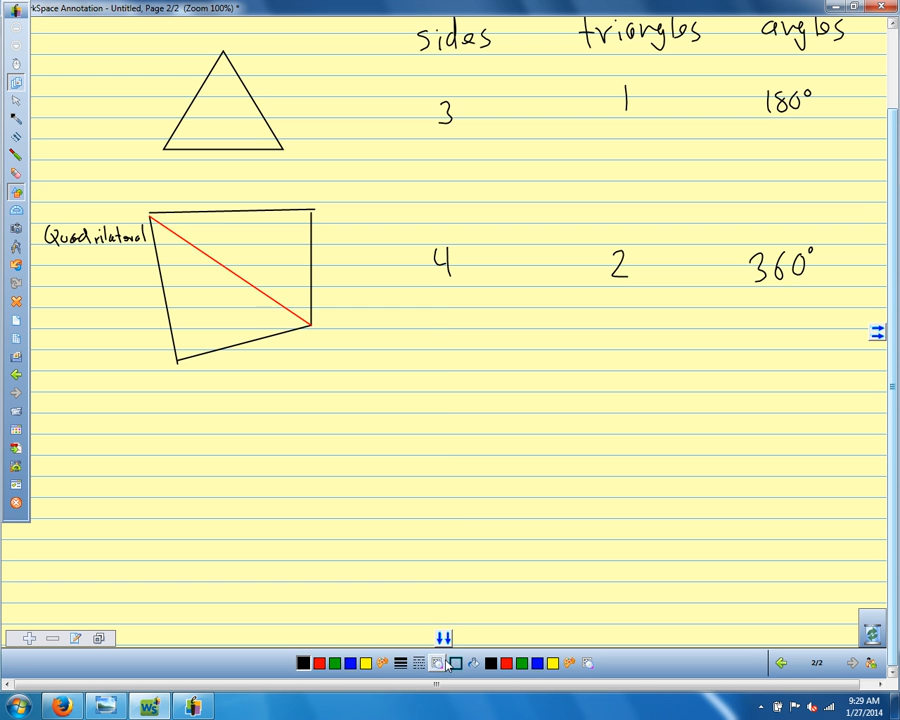 rkSpace Annotation - Untitled, Page 2/2 (Zoom 100%) *
sides triangles angles
3 1 180°
Quadrilateral 4 2 360°
2/2
9:29 AM
1/27/2014